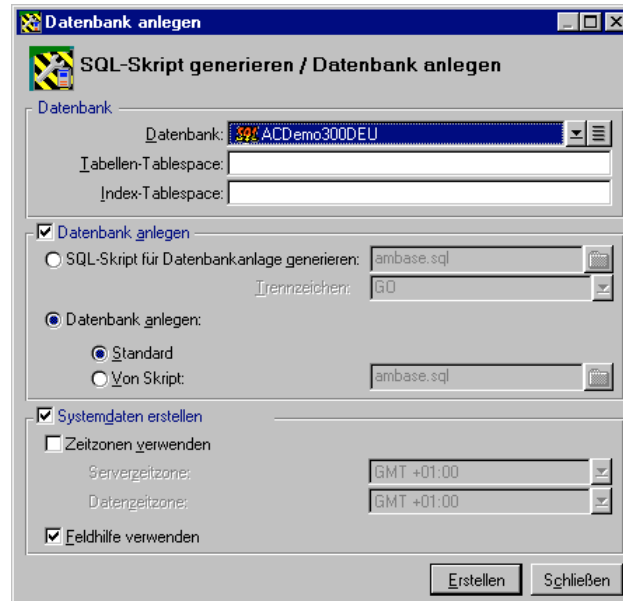 Datenbank anlegen
SQL-Skript generieren / Datenbank anlegen
Datenbank
Datenbank: ACDemo300DEU
Tabellen-Tablespace:
Index-Tablespace:
Datenbank anlegen
SQL-Skript für Datenbankanlage generieren: ambase.sql
Trennzeichen: GO
Datenbank anlegen:
Standard
Von Skript: ambase.sql
Systemdaten erstellen
Zeitzonen verwenden
Serverzeitzone: GMT +01:00
Datenzeitzone: GMT +01:00
Feldhilfe verwenden
Erstellen Schließen